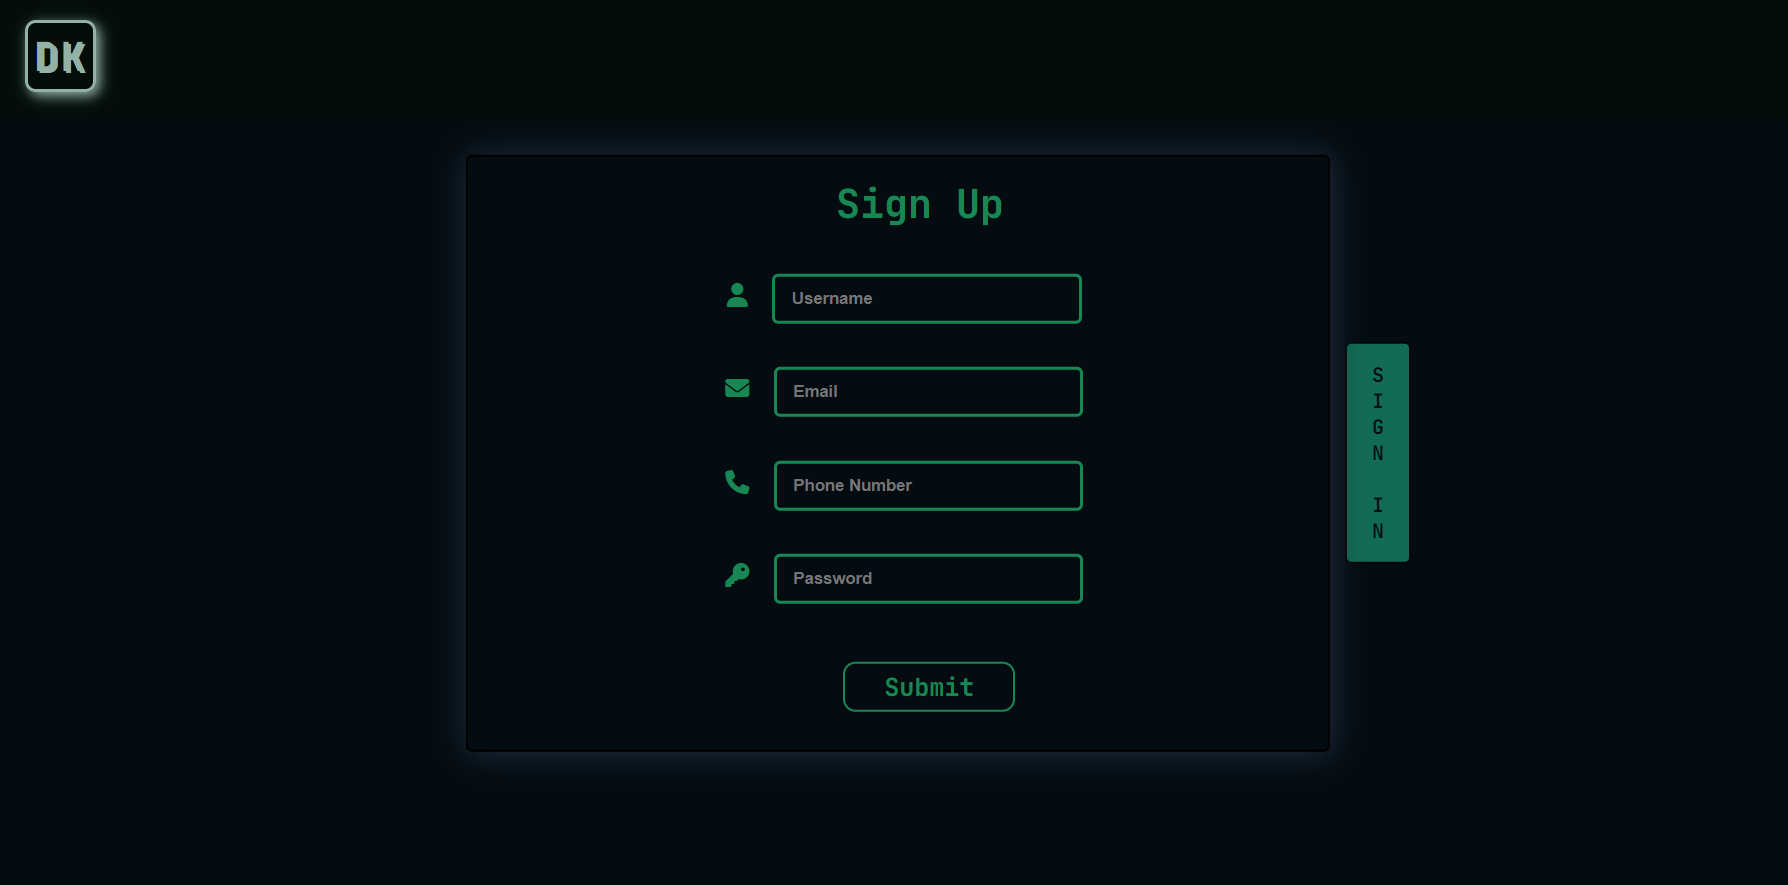 DK
Sign Up
Username
Email
Phone Number
Password
Submit
S
I
G
N
I
N